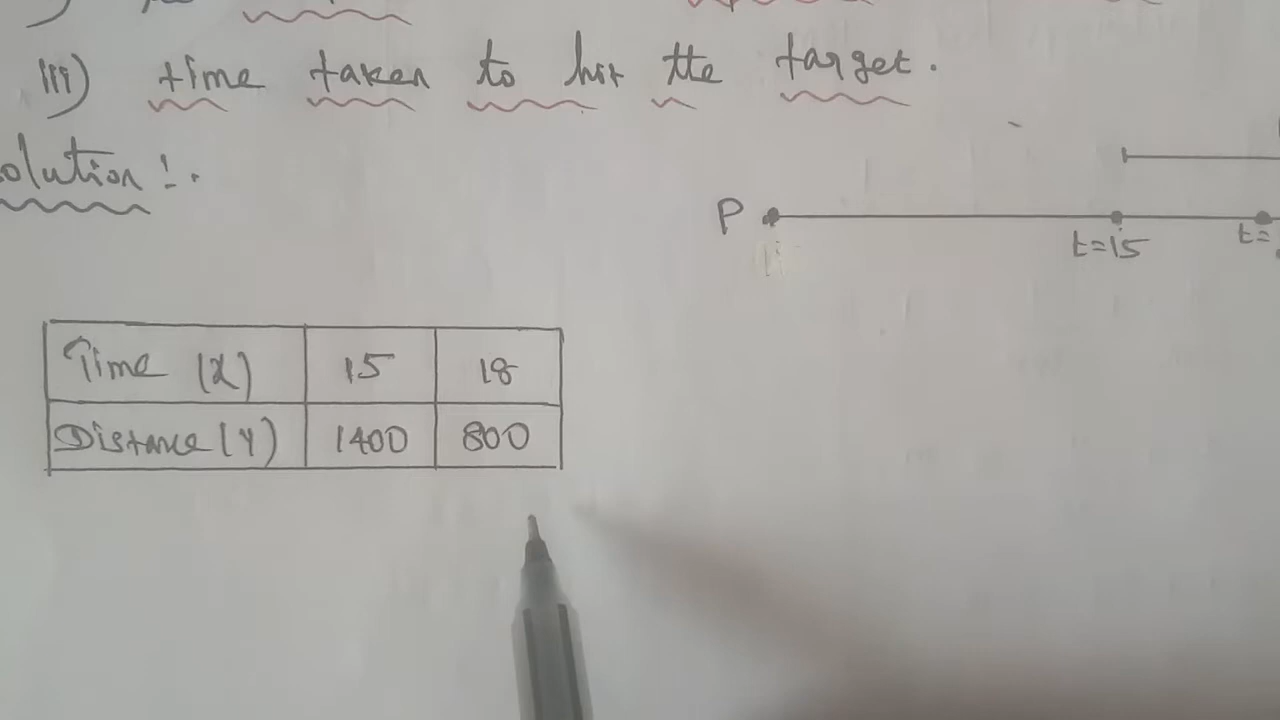 iii) time taken to hit the target.
olution :.
P
t=15 t=
Time (x) 15 18
Distance (y) 1400 800